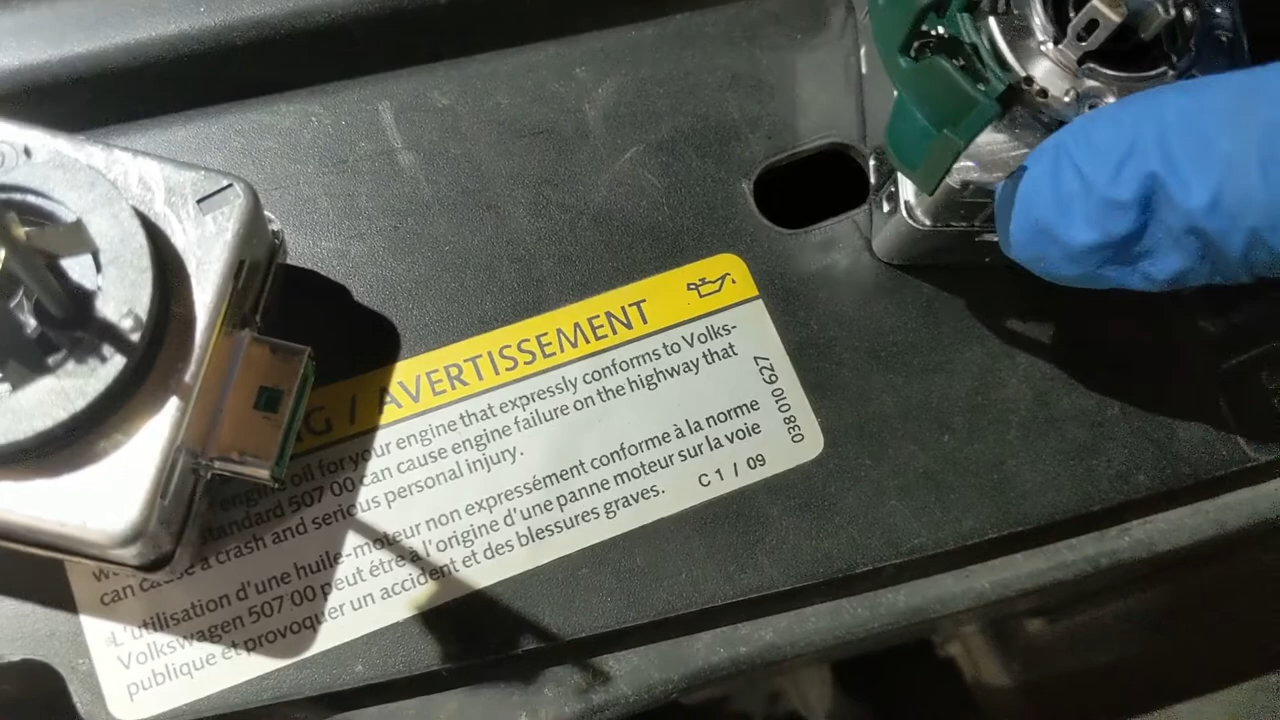 G / AVERTISSEMENT
engine oil for your engine that expressly conforms to Volks-
standard 507 00 can cause engine failure on the highway that
can cause a crash and serious personal injury.
L'utilisation d'une huile-moteur non expressément conforme à la norme
Volkswagen 507 00 peut étre à l'origine d'une panne moteur sur la voie
publique et provoquer un accident et des blessures graves.
C 1 / 09
038 010 627